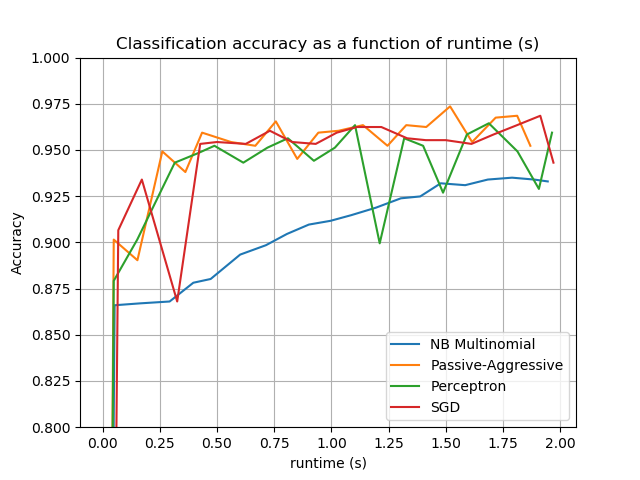 Classification accuracy as a function of runtime (s)
1.000
0.975
0.950
0.925
0.900
0.875
0.850
0.825
0.800
Accuracy
NB Multinomial
Passive-Aggressive
Perceptron
SGD
0.00 0.25 0.50 0.75 1.00 1.25 1.50 1.75 2.00
runtime (s)